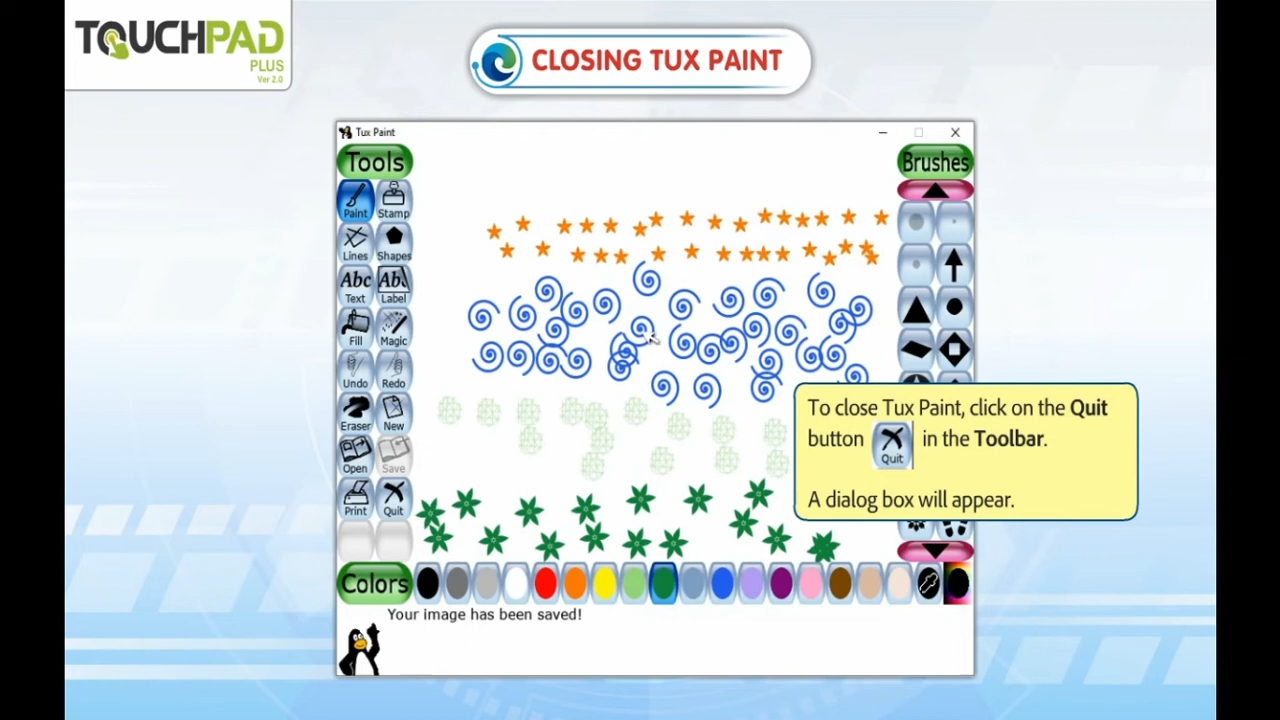 TOUCHPAD
PLUS
Ver 2.0
CLOSING TUX PAINT
Tux Paint
Tools
Brushes
Paint Stamp
Lines Shapes
Abc Abc
Text Label
Fill Magic
Undo Redo
Eraser New
Open Save
Print Quit
To close Tux Paint, click on the Quit
button Quit in the Toolbar.
A dialog box will appear.
Colors
Your image has been saved!